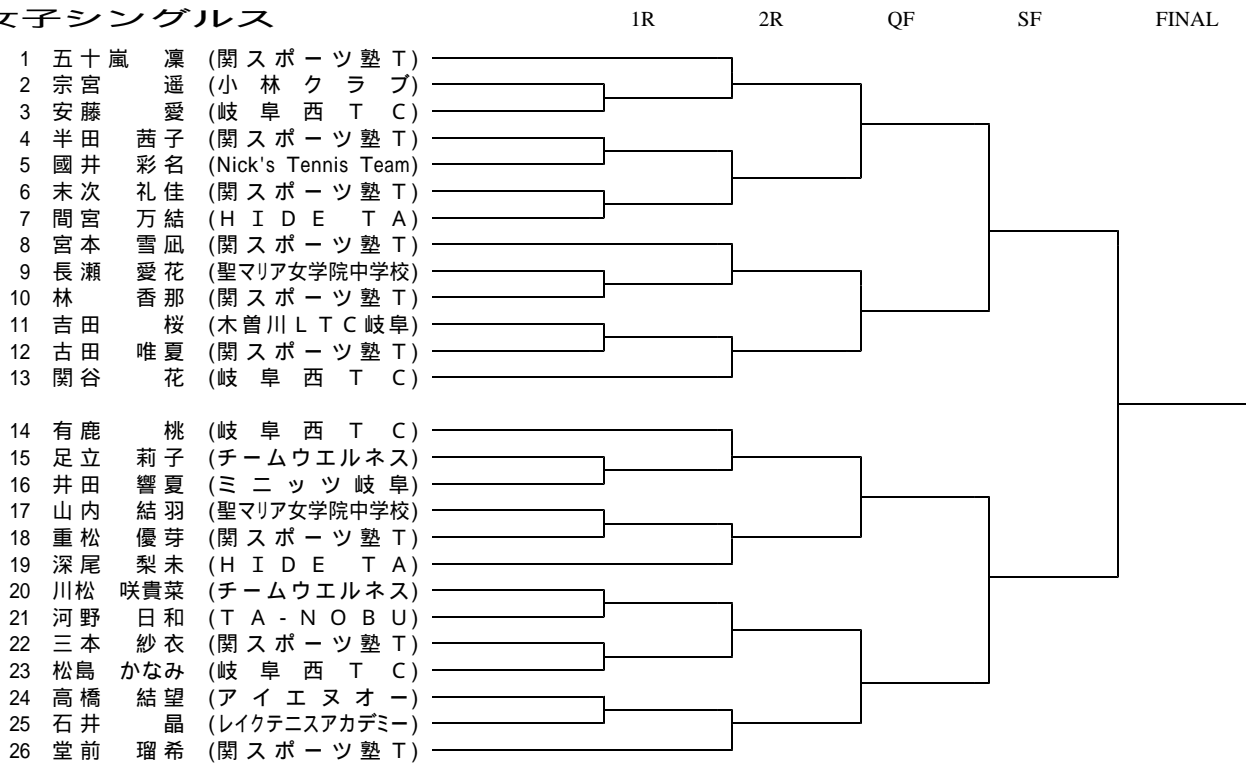 女子シングルス 1R 2R QF SF FINAL
1 五十嵐 凜 (関スポーツ塾T)
2 宗宮 遥 (小林クラブ)
3 安藤 愛 (岐阜西TC)
4 半田 茜子 (関スポーツ塾T)
5 國井 彩名 (Nick's Tennis Team)
6 末次 礼佳 (関スポーツ塾T)
7 間宮 万結 (HIDE TA)
8 宮本 雪凪 (関スポーツ塾T)
9 長瀬 愛花 (聖マリア女学院中学校)
10 林 香那 (関スポーツ塾T)
11 吉田 桜 (木曽川LTC岐阜)
12 古田 唯夏 (関スポーツ塾T)
13 関谷 花 (岐阜西TC)
14 有鹿 桃 (岐阜西TC)
15 足立 莉子 (チームウエルネス)
16 井田 響夏 (ミニッツ岐阜)
17 山内 結羽 (聖マリア女学院中学校)
18 重松 優芽 (関スポーツ塾T)
19 深尾 梨未 (HIDE TA)
20 川松 咲貴菜 (チームウエルネス)
21 河野 日和 (TA-NOBU)
22 三本 紗衣 (関スポーツ塾T)
23 松島 かなみ (岐阜西TC)
24 高橋 結望 (アイエヌオー)
25 石井 晶 (レイクテニスアカデミー)
26 堂前 瑠希 (関スポーツ塾T)